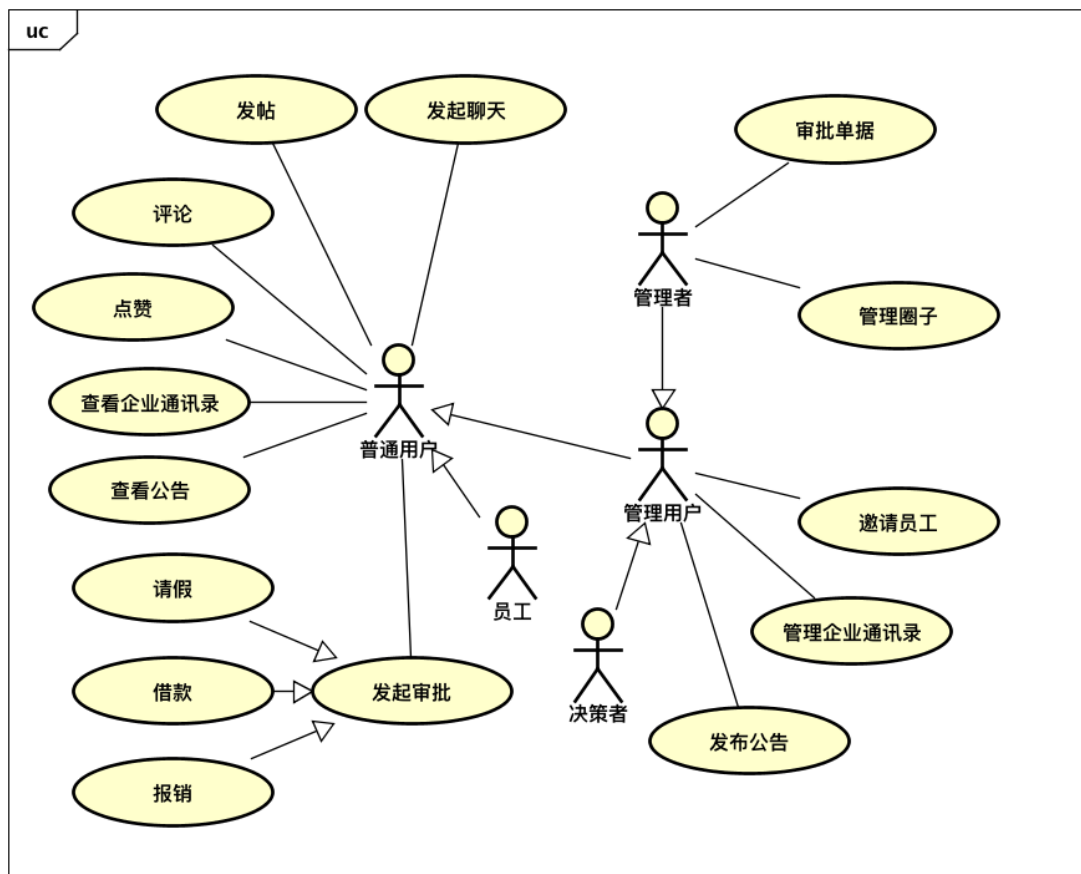 uc
发帖
发起聊天
审批单据
评论
管理者
点赞
管理圈子
查看企业通讯录
普通用户
查看公告
管理用户
邀请员工
请假
员工
管理企业通讯录
借款
发起审批
决策者
发布公告
报销